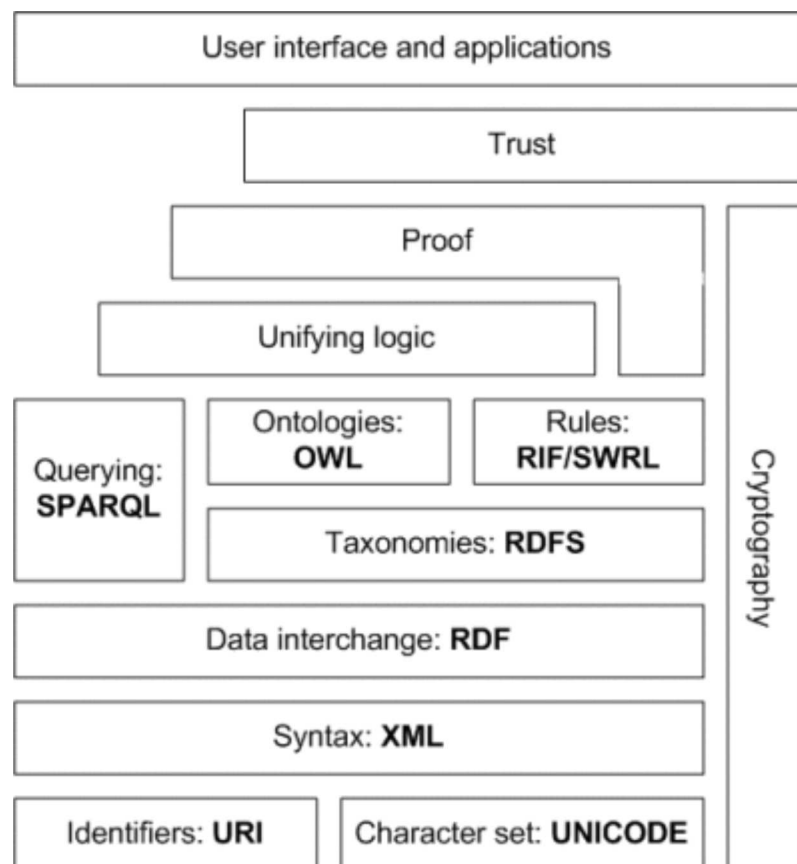 User interface and applications
Trust
Proof
Unifying logic
Querying:
SPARQL
Ontologies:
OWL
Rules:
RIF/SWRL
Taxonomies: RDFS
Cryptography
Data interchange: RDF
Syntax: XML
Identifiers: URI
Character set: UNICODE